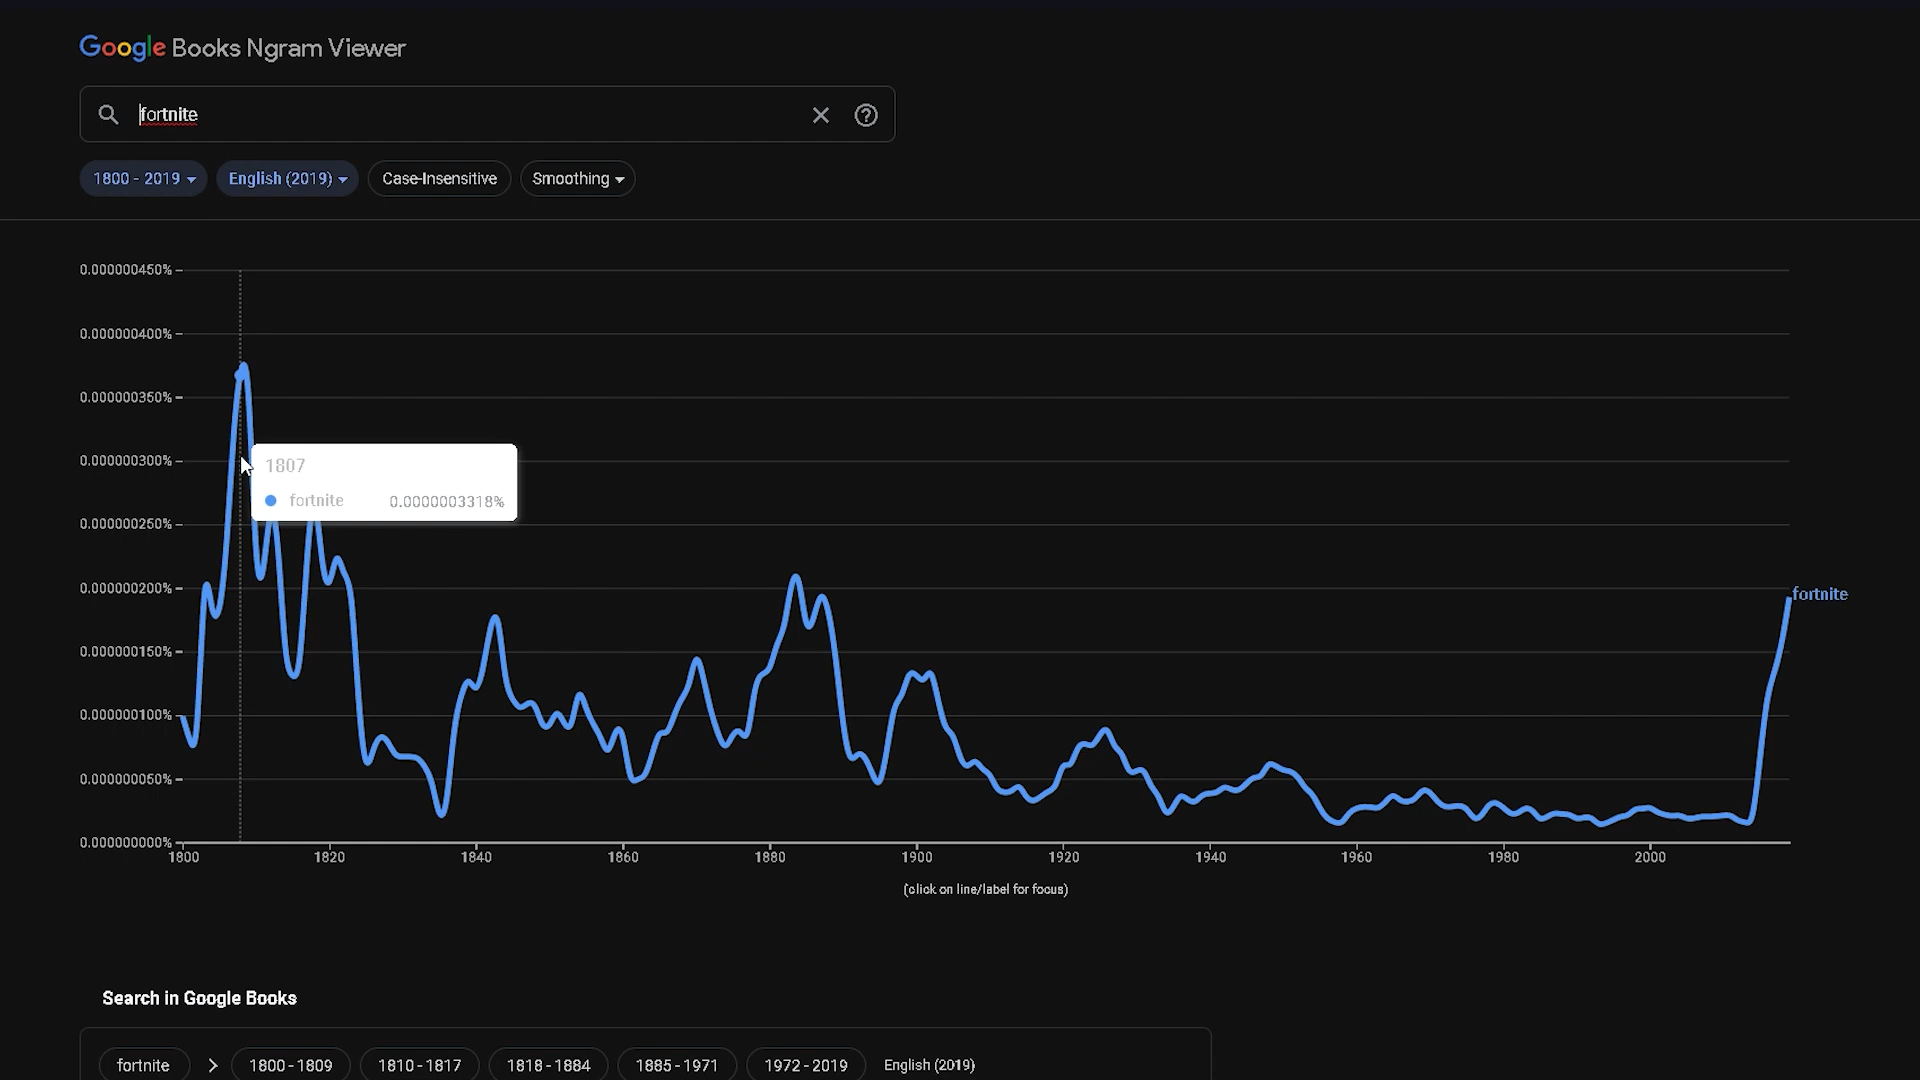 Google Books Ngram Viewer
fortnite
1800 - 2019 English (2019) Case-Insensitive Smoothing
0.000000450%
0.000000400%
0.000000350%
0.000000300%
0.000000250%
0.000000200%
0.000000150%
0.000000100%
0.000000050%
0.000000000%
1807
fortnite 0.0000003318%
fortnite
1800 1820 1840 1860 1880 1900 1920 1940 1960 1980 2000
(click on line/label for focus)
Search in Google Books
fortnite 1800 - 1809 1810 - 1817 1818 - 1884 1885 - 1971 1972 - 2019 English (2019)